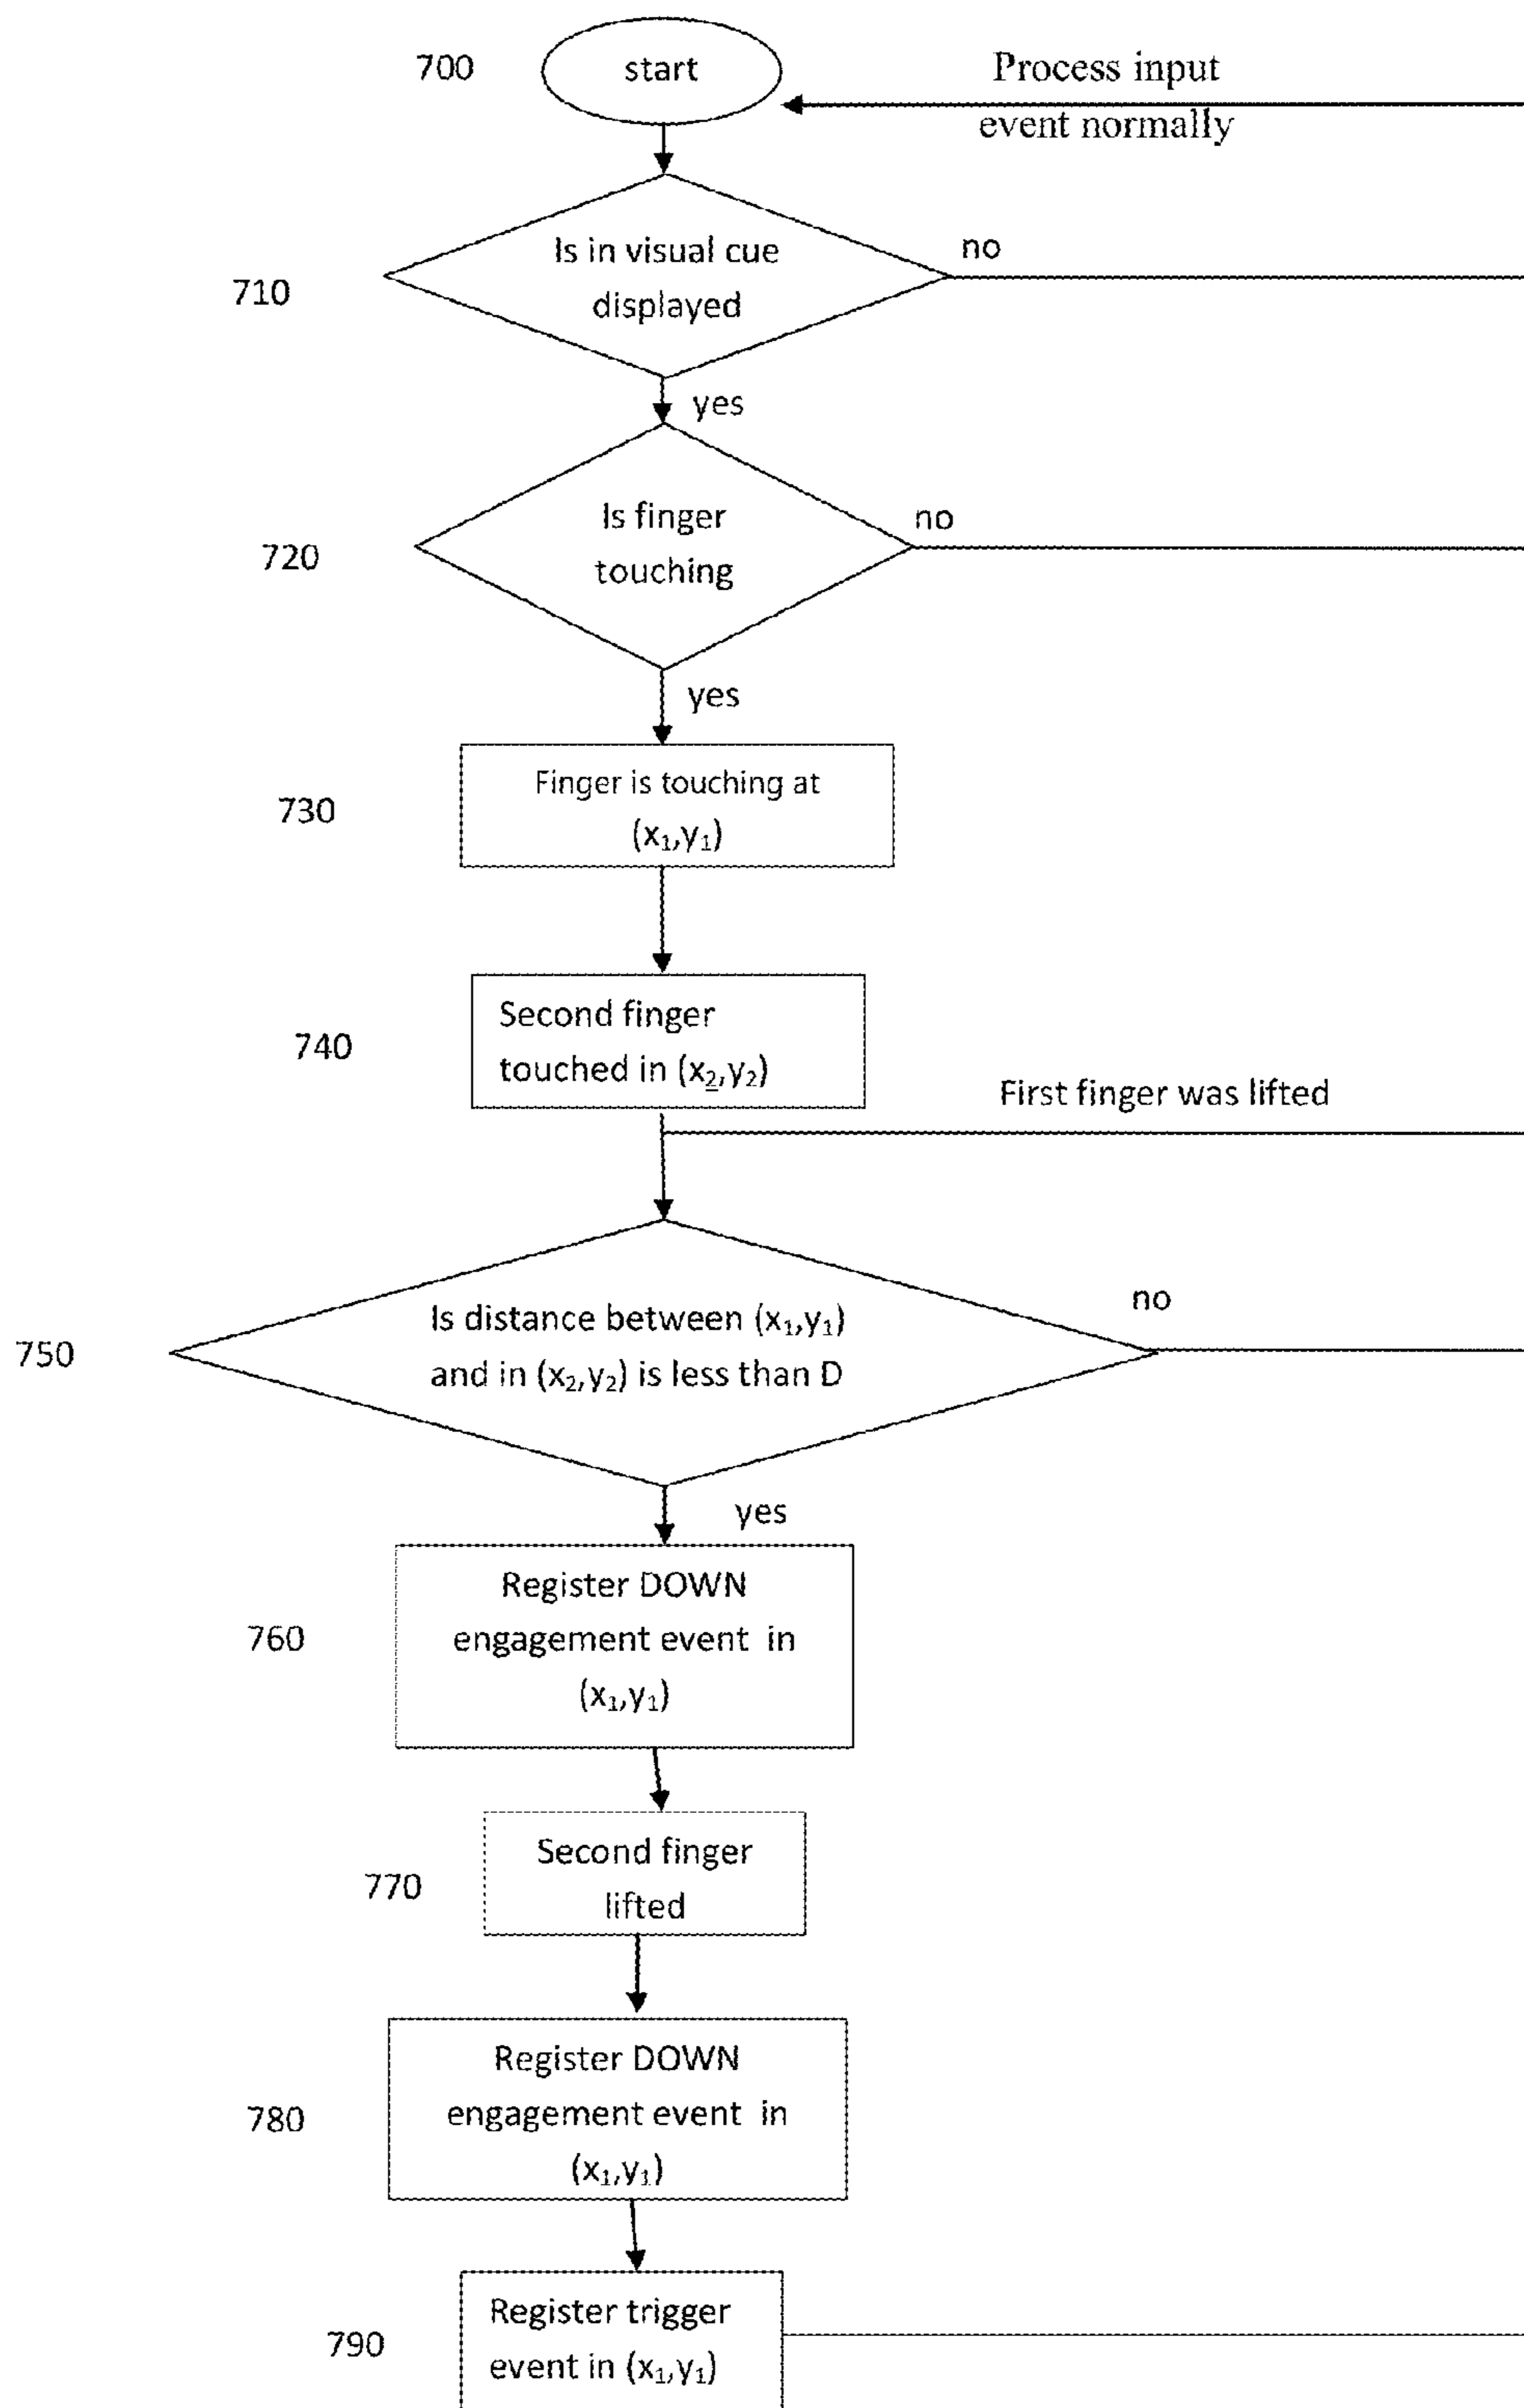 700
start
Process input
event normally
710
Is in visual cue
displayed
no
yes
720
Is finger
touching
no
yes
730
Finger is touching at
(x₁,y₁)
740
Second finger
touched in (x₂,y₂)
First finger was lifted
750
Is distance between (x₁,y₁)
and in (x₂,y₂) is less than D
no
yes
760
Register DOWN
engagement event in
(x₁,y₁)
770
Second finger
lifted
780
Register DOWN
engagement event in
(x₁,y₁)
790
Register trigger
event in (x₁,y₁)